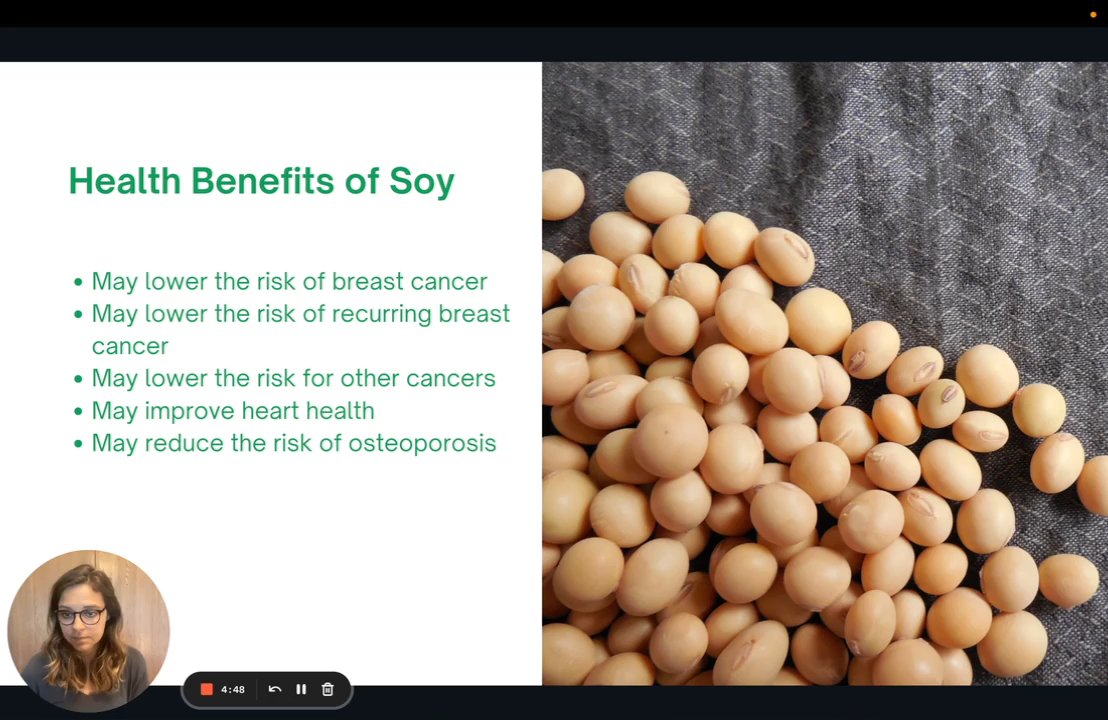 Health Benefits of Soy
• May lower the risk of breast cancer
• May lower the risk of recurring breast
cancer
• May lower the risk for other cancers
• May improve heart health
• May reduce the risk of osteoporosis
4:48